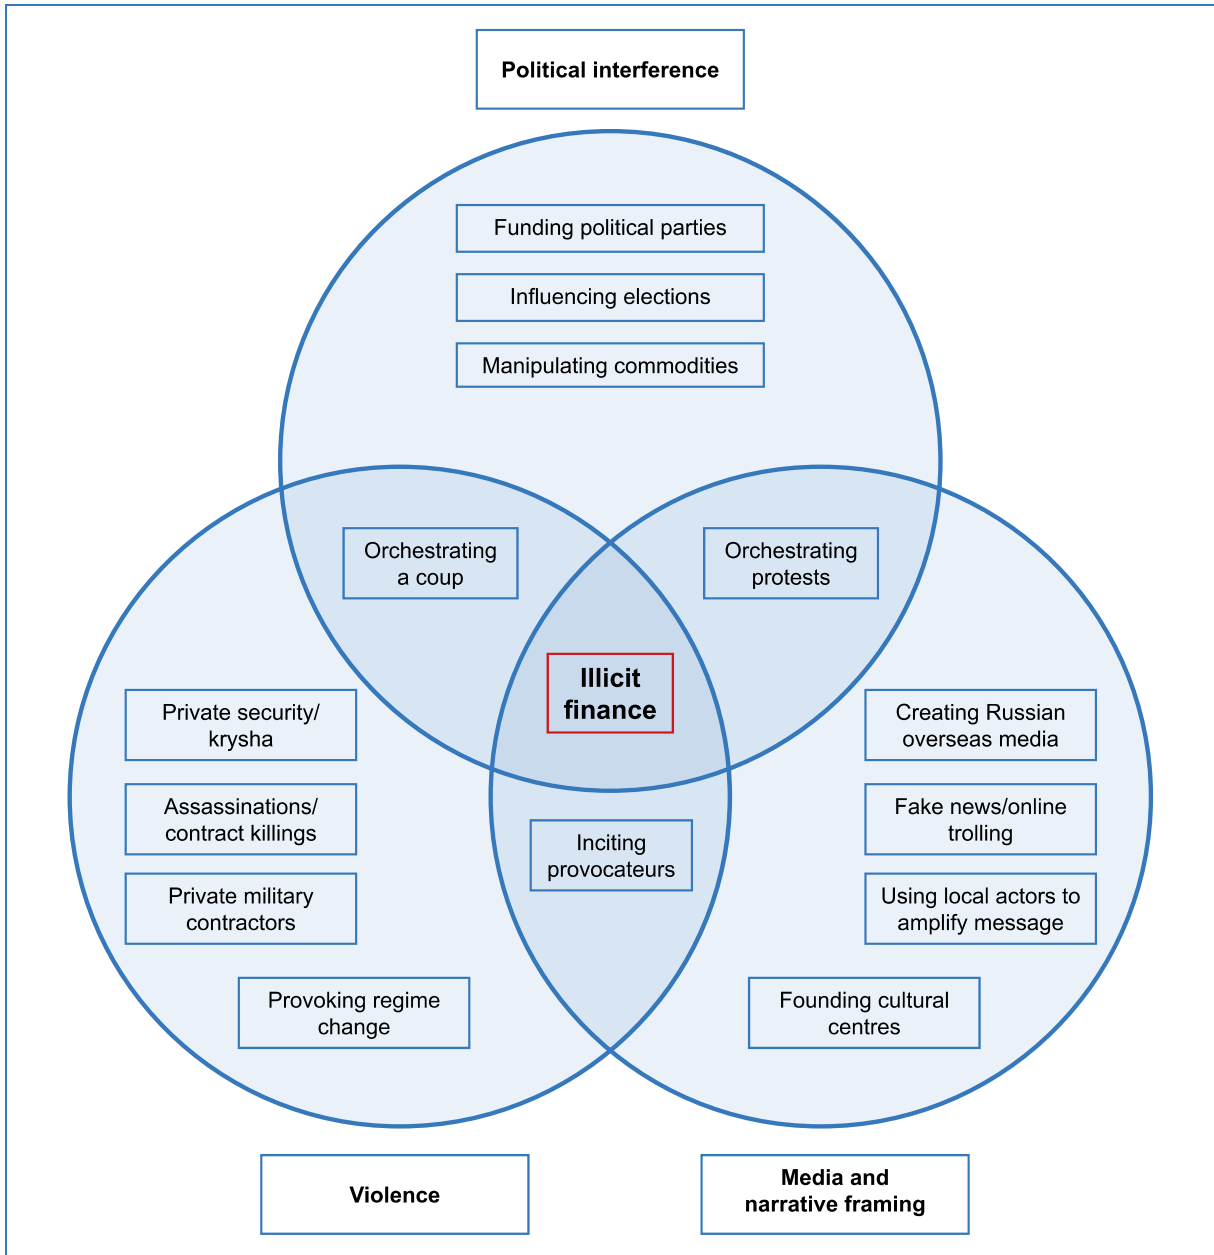 Political interference
Funding political parties
Influencing elections
Manipulating commodities
Orchestrating
a coup
Orchestrating
protests
Illicit
finance
Private security/
krysha
Assassinations/
contract killings
Private military
contractors
Provoking regime
change
Inciting
provocateurs
Creating Russian
overseas media
Fake news/online
trolling
Using local actors to
amplify message
Founding cultural
centres
Violence
Media and
narrative framing